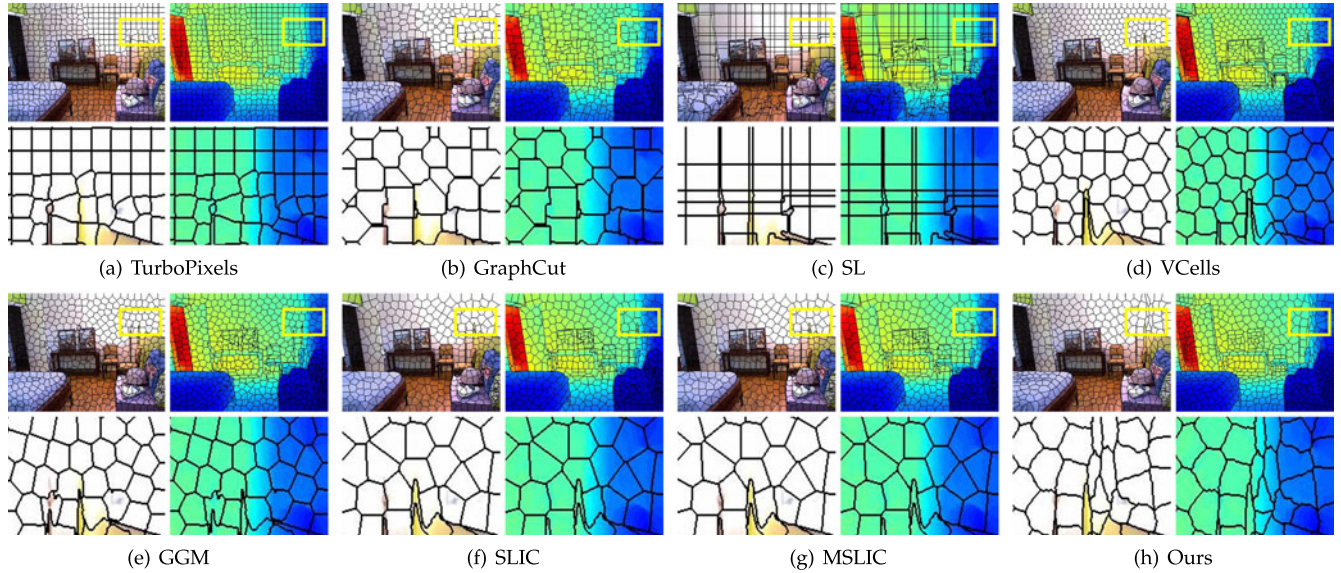 (a) TurboPixels
(b) GraphCut
(c) SL
(d) VCells
(e) GGM
(f) SLIC
(g) MSLIC
(h) Ours